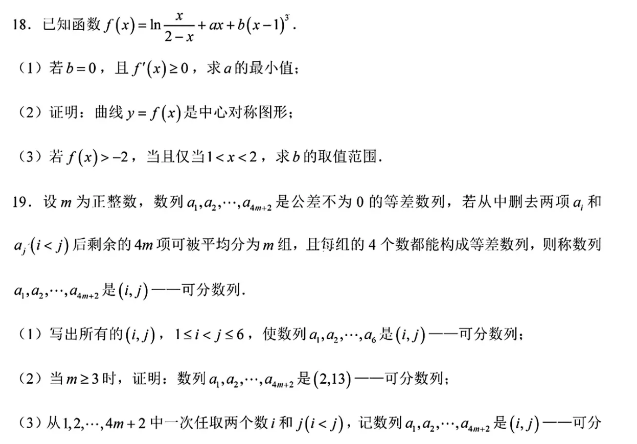 18. 已知函数 f(x)=ln x/(2-x)+ax+b(x-1)³.
（1）若b=0，且 f′(x)≥0，求a的最小值；
（2）证明：曲线 y=f(x)是中心对称图形；
（3）若 f(x)>-2，当且仅当1<x<2，求b的取值范围.
19. 设 m 为正整数，数列 a₁,a₂,⋯,a₄ₘ₊₂ 是公差不为 0 的等差数列，若从中删去两项 aᵢ 和
aⱼ(i<j)后剩余的 4m 项可被平均分为 m 组，且每组的 4 个数都能构成等差数列，则称数列
a₁,a₂,⋯,a₄ₘ₊₂ 是(i,j)——可分数列.
（1）写出所有的(i,j)，1≤i<j≤6，使数列 a₁,a₂,⋯,a₆ 是(i,j)——可分数列；
（2）当 m≥3 时，证明：数列 a₁,a₂,⋯,a₄ₘ₊₂ 是(2,13)——可分数列；
（3）从1,2,⋯,4m+2 中一次任取两个数 i 和 j(i<j)，记数列 a₁,a₂,⋯,a₄ₘ₊₂ 是(i,j)——可分